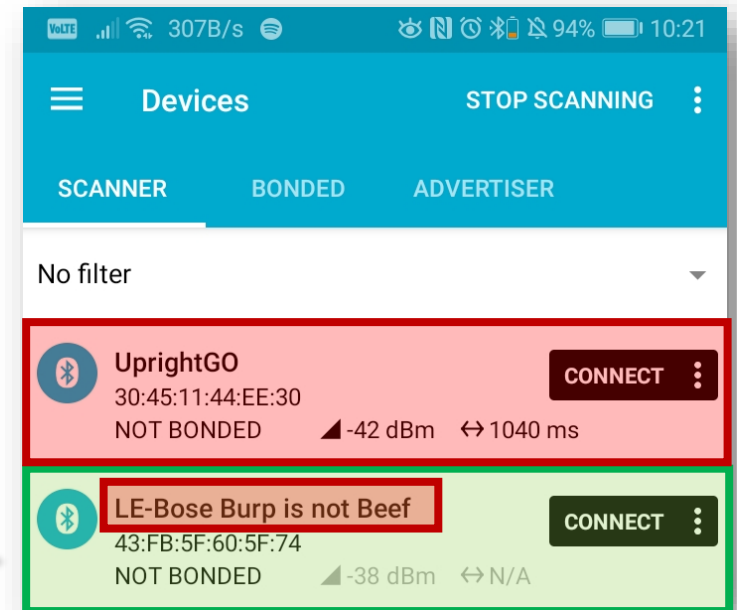 VoLTE 307B/s 94% 10:21
Devices STOP SCANNING
SCANNER BONDED ADVERTISER
No filter
UprightGO
CONNECT
30:45:11:44:EE:30
NOT BONDED -42 dBm 1040 ms
LE-Bose Burp is not Beef
CONNECT
43:FB:5F:60:5F:74
NOT BONDED -38 dBm N/A